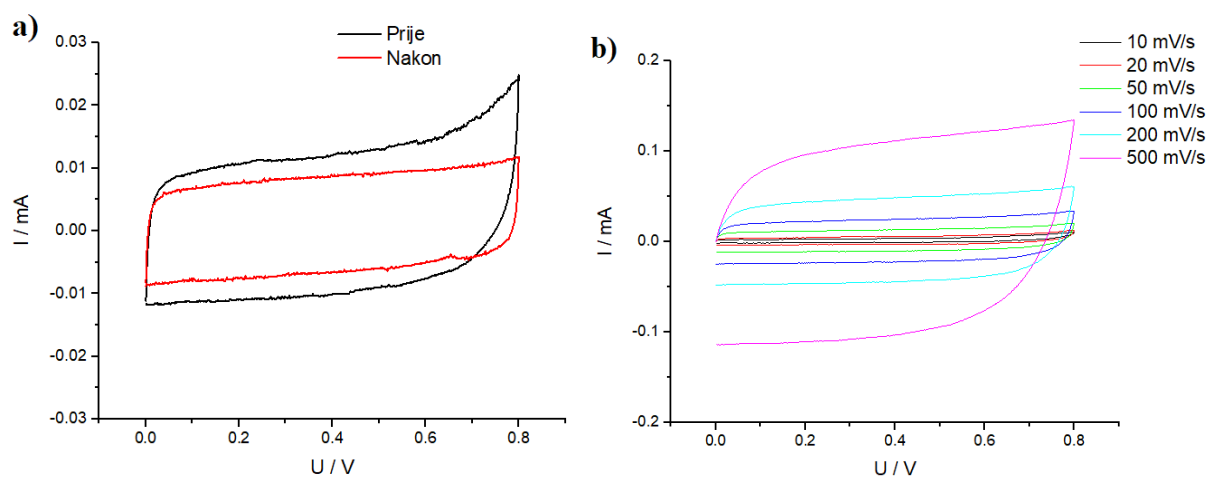 a)
Prije
Nakon
0.03
0.02
0.01
0.00
-0.01
-0.02
-0.03
I / mA
0.0 0.2 0.4 0.6 0.8
U / V
b)
10 mV/s
20 mV/s
50 mV/s
100 mV/s
200 mV/s
500 mV/s
0.2
0.1
0.0
-0.1
-0.2
I / mA
0.0 0.2 0.4 0.6 0.8
U / V